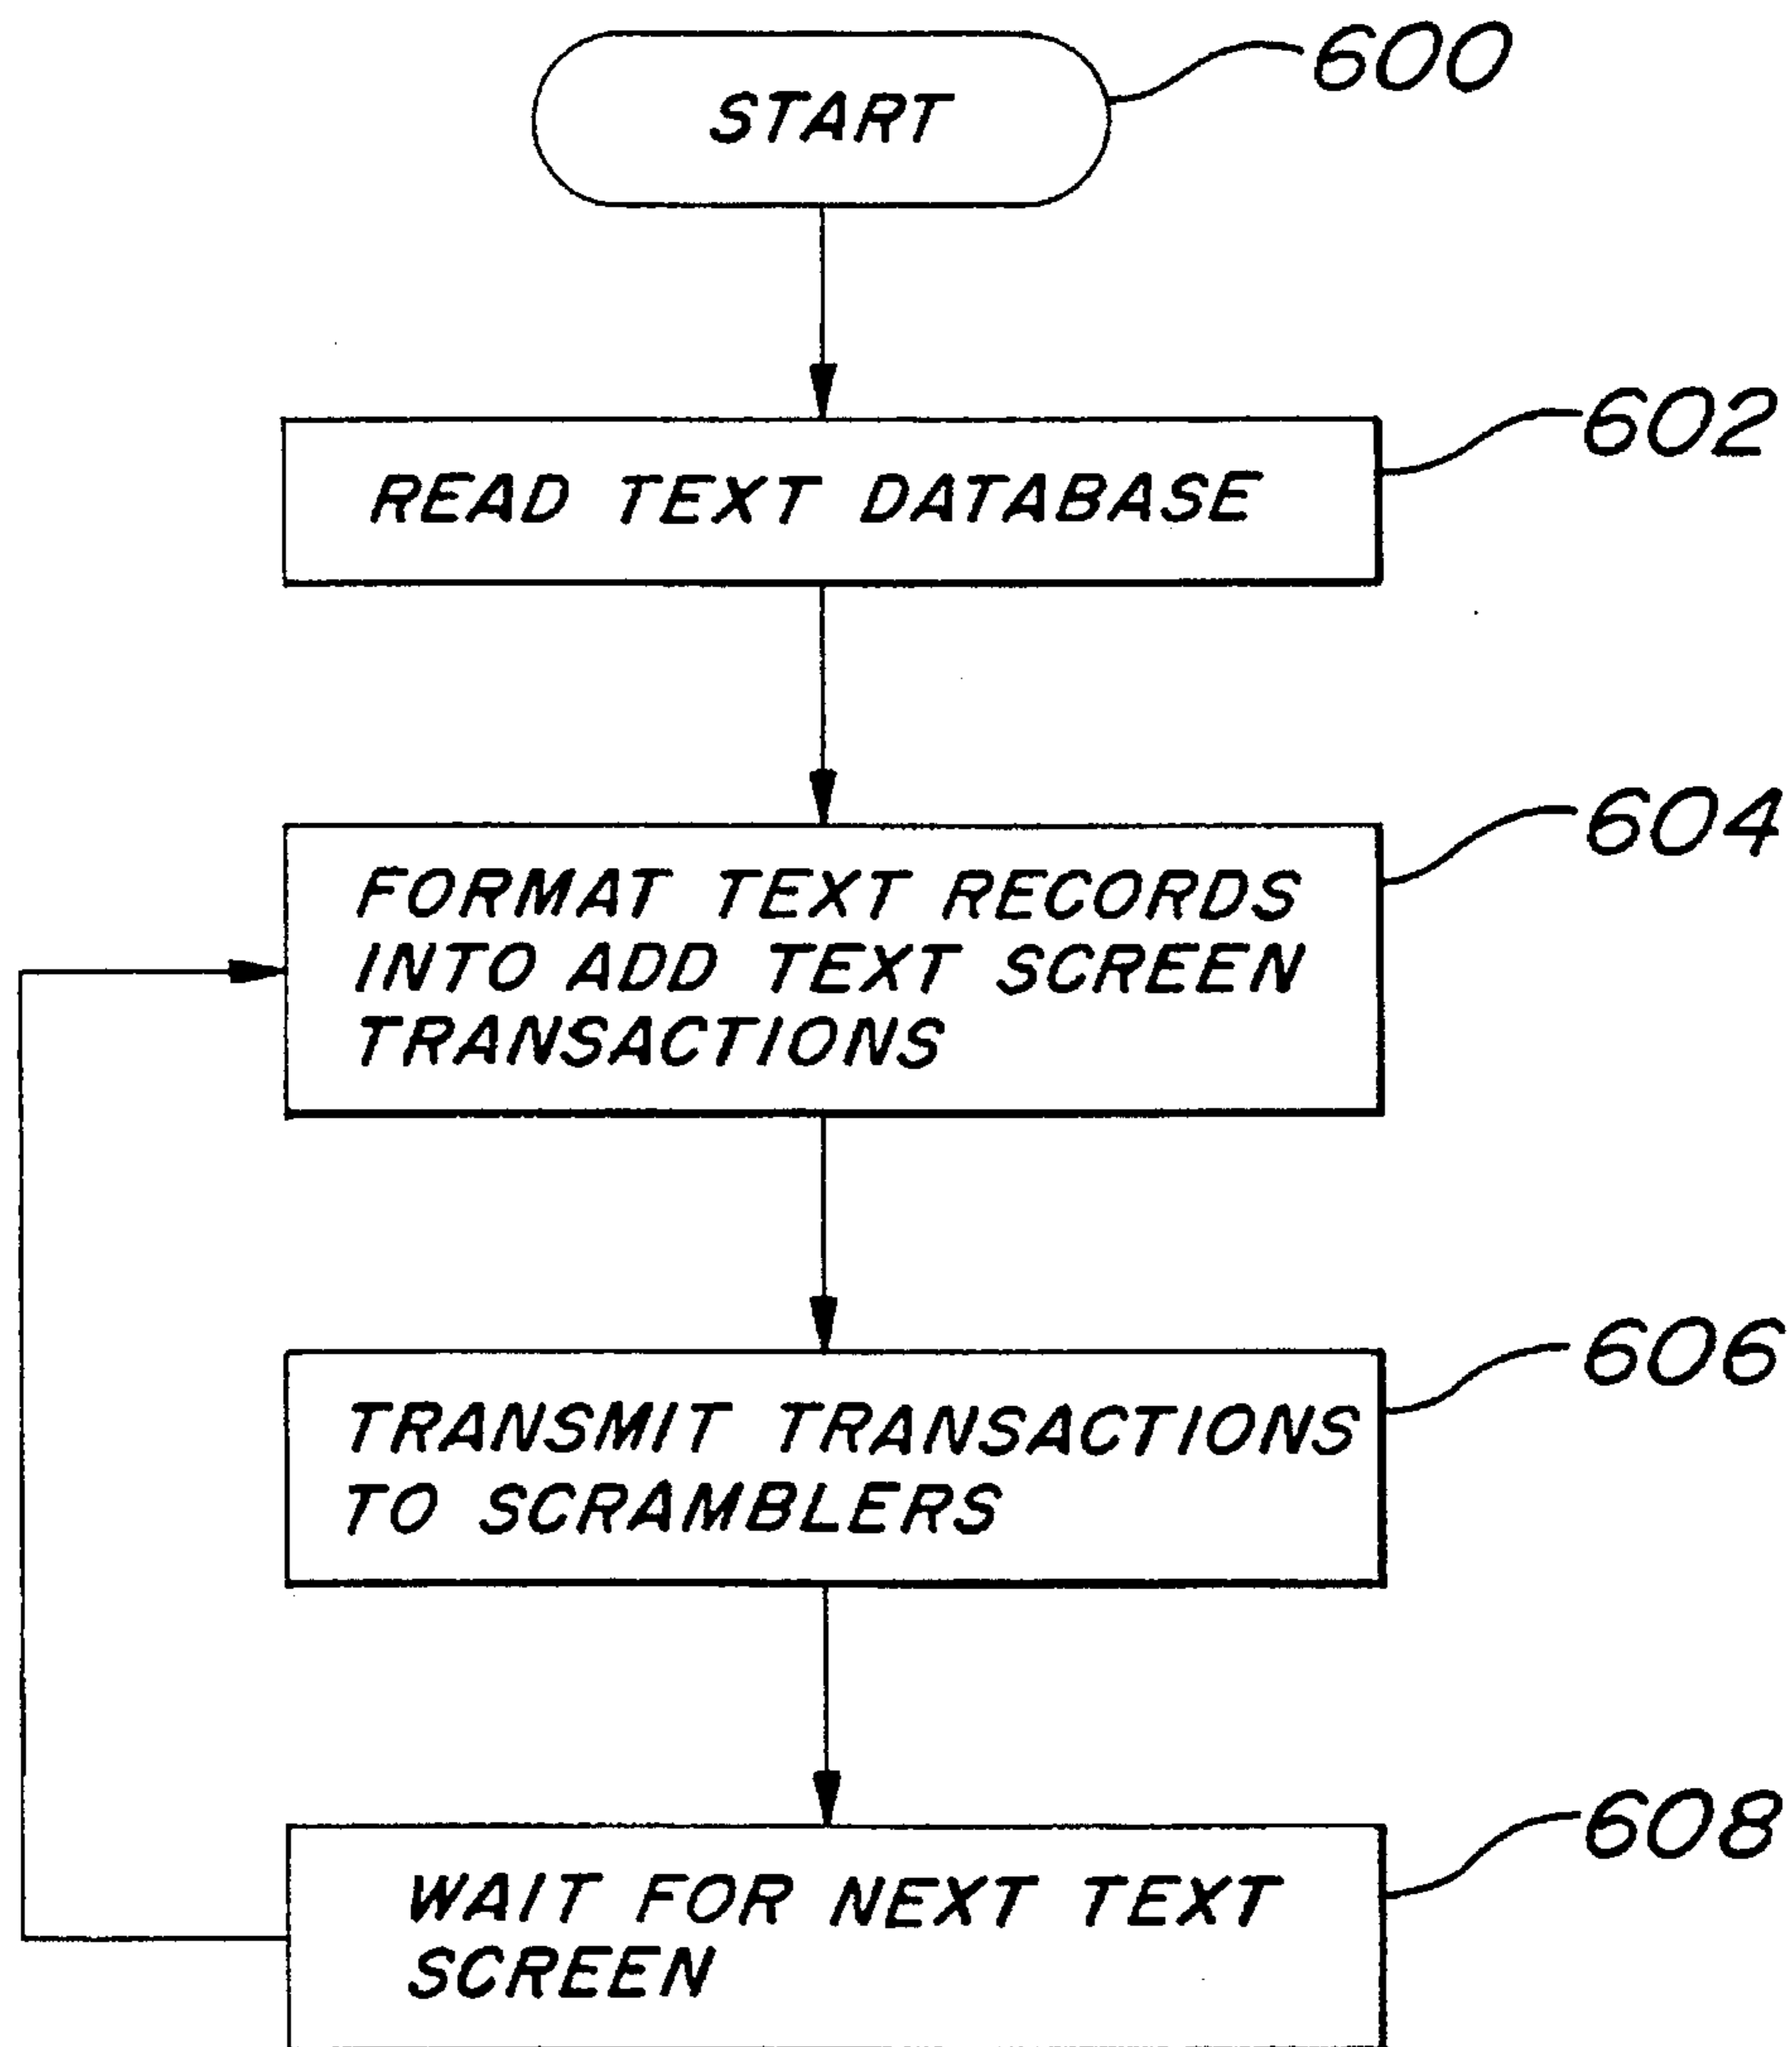 START
600
READ TEXT DATABASE
602
FORMAT TEXT RECORDS
INTO ADD TEXT SCREEN
TRANSACTIONS
604
TRANSMIT TRANSACTIONS
TO SCRAMBLERS
606
WAIT FOR NEXT TEXT
SCREEN
608